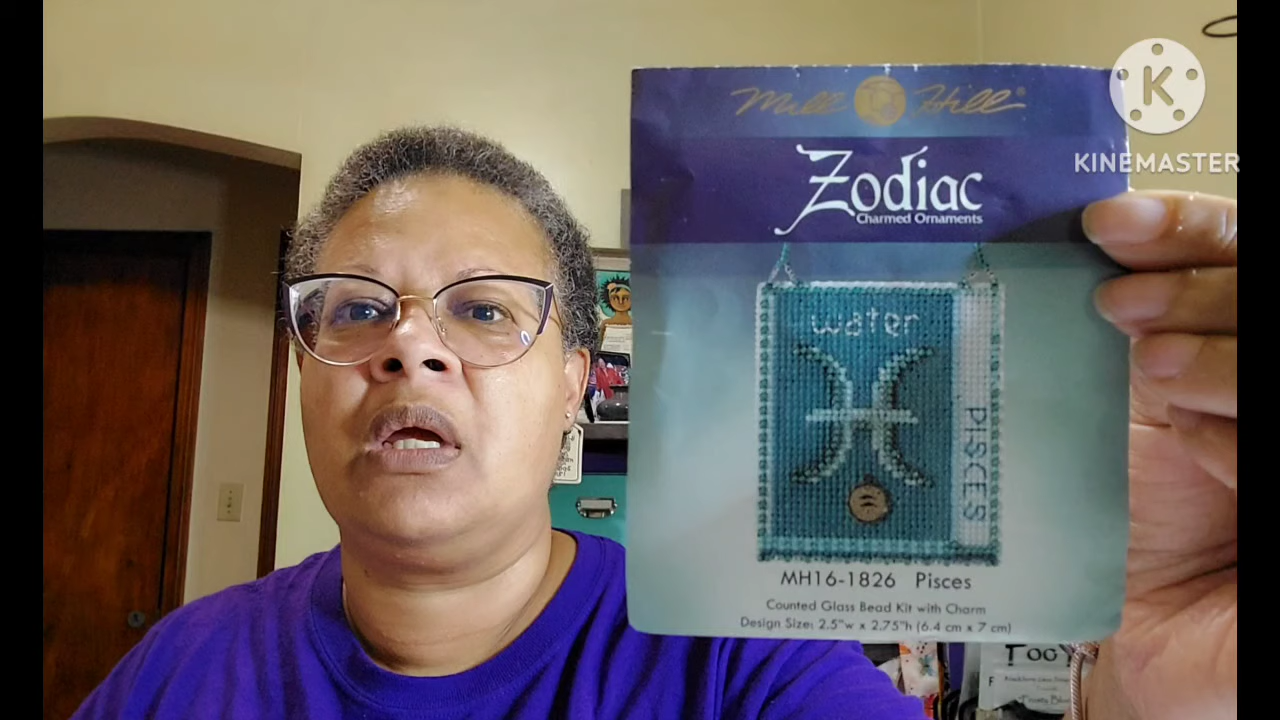 Mill Hill®
Zodiac
Charmed Ornaments
water
PISCES
MH16-1826 Pisces
Counted Glass Bead Kit with Charm
Design Size: 2.5"w x 2.75"h (6.4 cm x 7 cm)
K
KINEMASTER